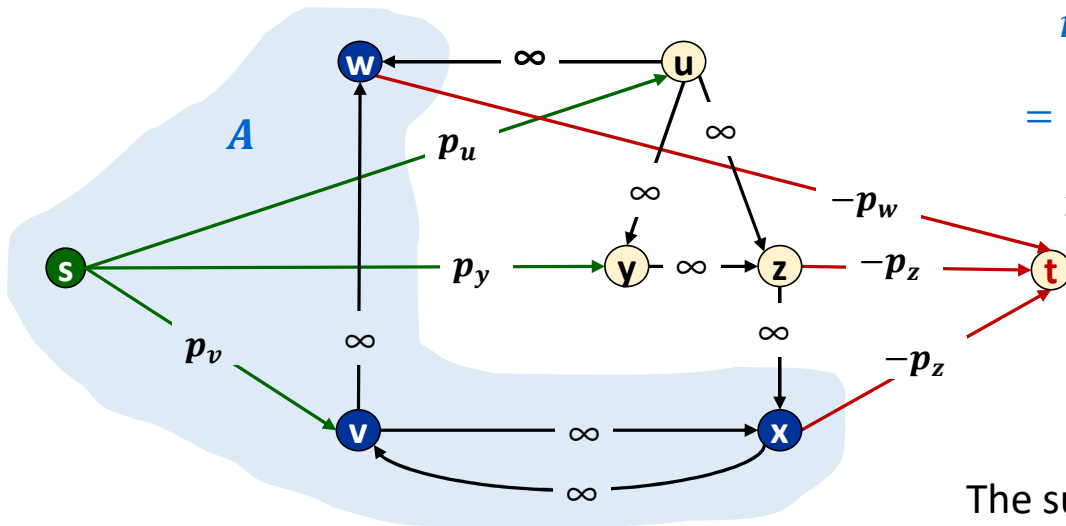 w
∞
u
A
=
p_u
∞
∞
−p_w
s
p_y
y
∞
z
−p_z
t
p_v
∞
∞
−p_z
v
∞
x
∞
The su